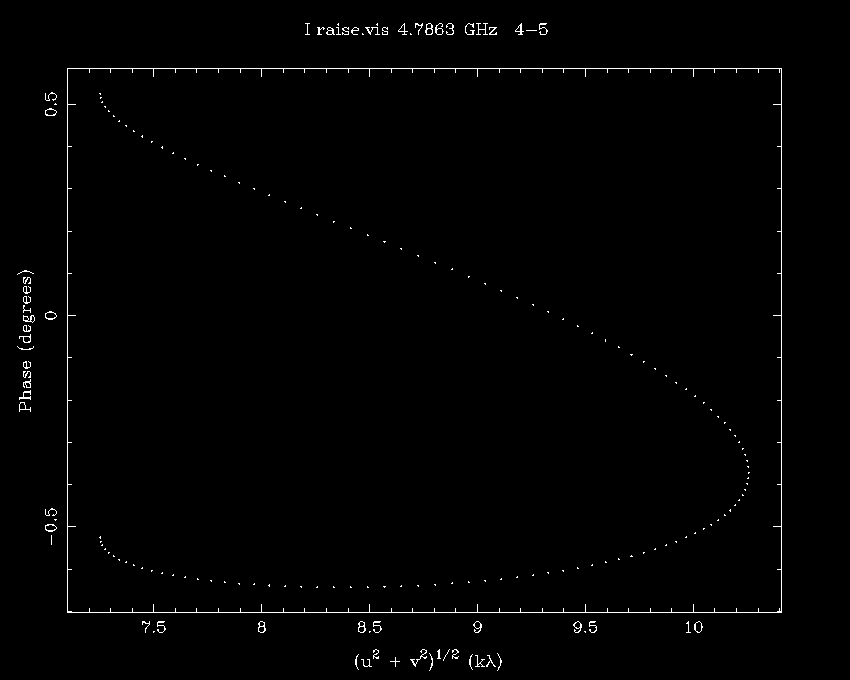 I raise.vis 4.7863 GHz 4−5
0.5
0
−0.5
Phase (degrees)
7.5 8 8.5 9 9.5 10
(u² + v²)¹/² (kλ)